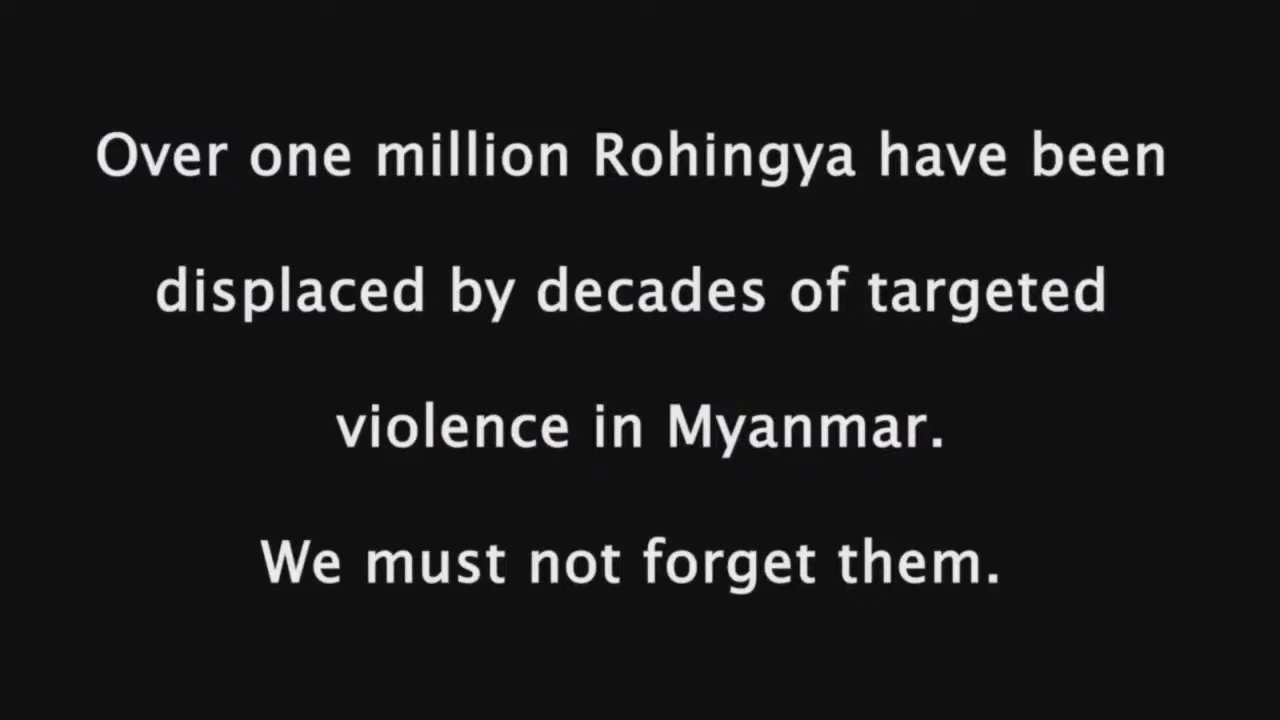 Over one million Rohingya have been
displaced by decades of targeted
violence in Myanmar.
We must not forget them.